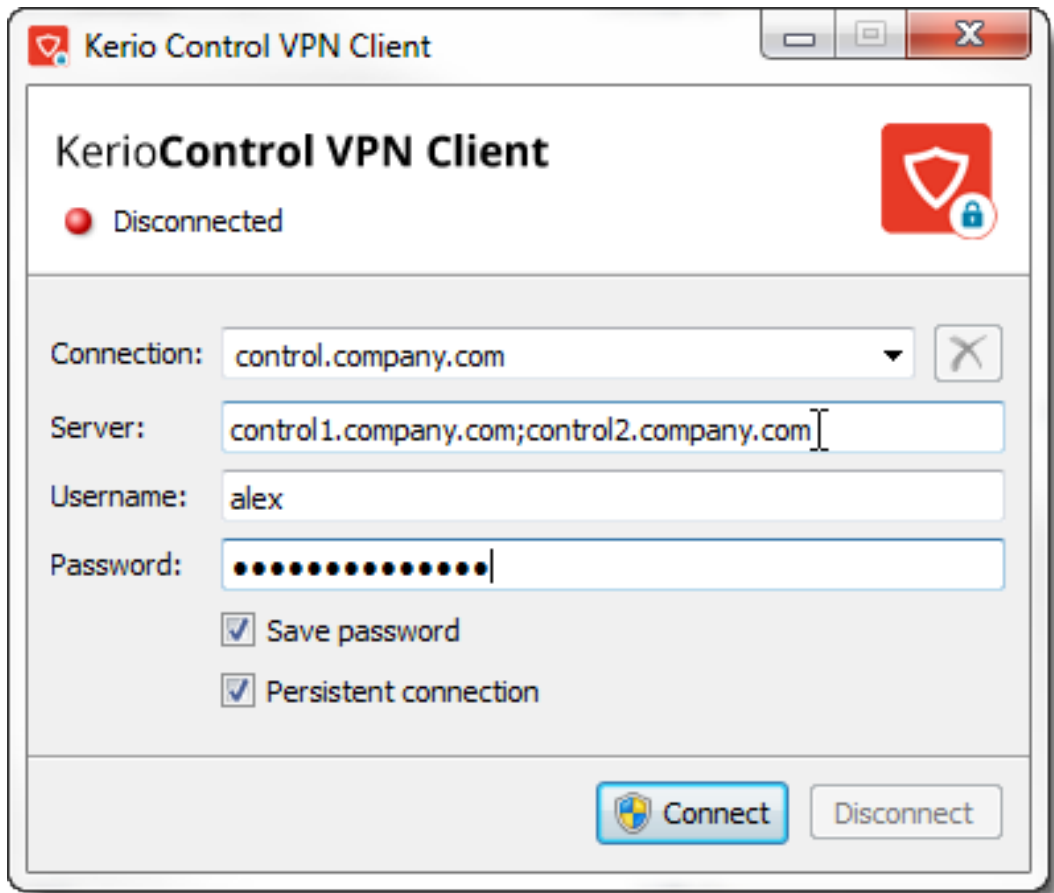 Kerio Control VPN Client
KerioControl VPN Client
Disconnected
Connection: control.company.com
Server: control1.company.com;control2.company.com
Username: alex
Password: ●●●●●●●●●●●●●●
Save password
Persistent connection
Connect Disconnect